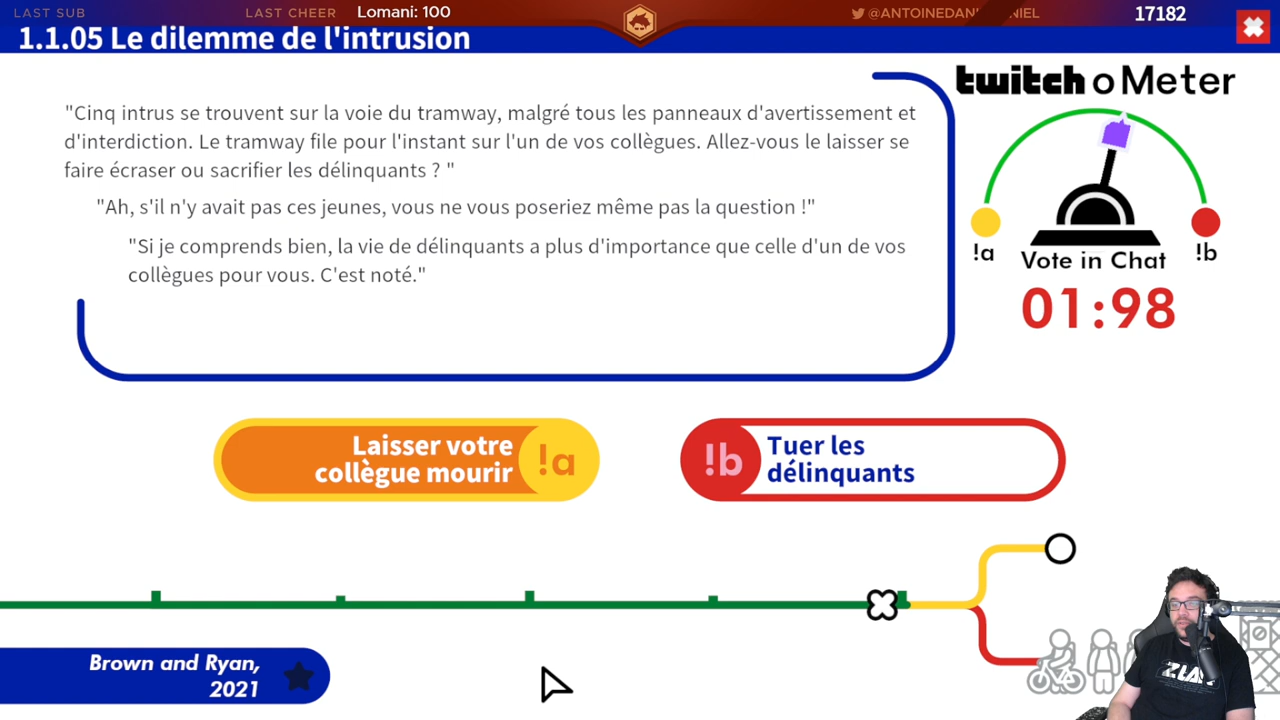 LAST SUB
LAST CHEER Lomani: 100
17182
1.1.05 Le dilemme de l'intrusion
twitch o Meter
"Cinq intrus se trouvent sur la voie du tramway, malgré tous les panneaux d'avertissement et
d'interdiction. Le tramway file pour l'instant sur l'un de vos collègues. Allez-vous le laisser se
faire écraser ou sacrifier les délinquants ? "
"Ah, s'il n'y avait pas ces jeunes, vous ne vous poseriez même pas la question !"
"Si je comprends bien, la vie de délinquants a plus d'importance que celle d'un de vos
collègues pour vous. C'est noté."
!a
Vote in Chat
!b
01:98
Laisser votre
collègue mourir
!a
!b
Tuer les
délinquants
Brown and Ryan,
2021